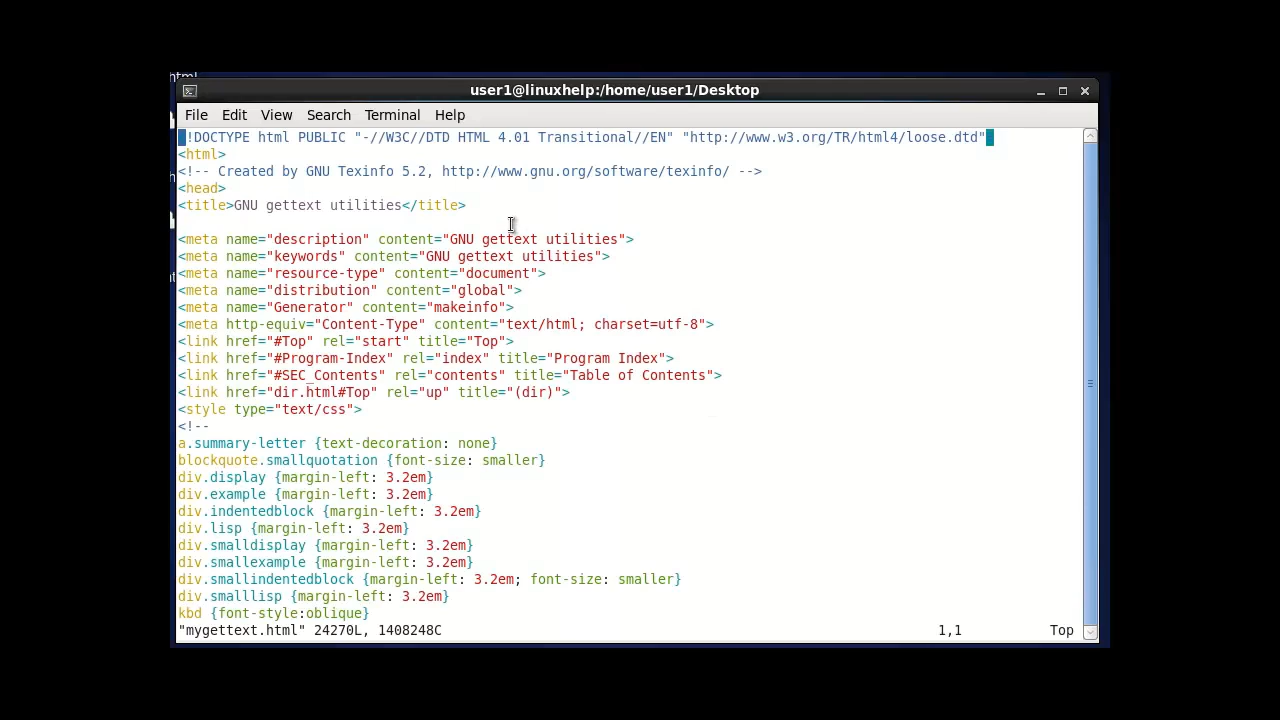 html
user1@linuxhelp:/home/user1/Desktop
File Edit View Search Terminal Help
!DOCTYPE html PUBLIC "-//W3C//DTD HTML 4.01 Transitional//EN" "http://www.w3.org/TR/html4/loose.dtd"
<html>
<!-- Created by GNU Texinfo 5.2, http://www.gnu.org/software/texinfo/ -->
<head>
<title>GNU gettext utilities</title>
<meta name="description" content="GNU gettext utilities">
<meta name="keywords" content="GNU gettext utilities">
<meta name="resource-type" content="document">
<meta name="distribution" content="global">
<meta name="Generator" content="makeinfo">
<meta http-equiv="Content-Type" content="text/html; charset=utf-8">
<link href="#Top" rel="start" title="Top">
<link href="#Program-Index" rel="index" title="Program Index">
<link href="#SEC_Contents" rel="contents" title="Table of Contents">
<link href="dir.html#Top" rel="up" title="(dir)">
<style type="text/css">
<!--
a.summary-letter {text-decoration: none}
blockquote.smallquotation {font-size: smaller}
div.display {margin-left: 3.2em}
div.example {margin-left: 3.2em}
div.indentedblock {margin-left: 3.2em}
div.lisp {margin-left: 3.2em}
div.smalldisplay {margin-left: 3.2em}
div.smallexample {margin-left: 3.2em}
div.smallindentedblock {margin-left: 3.2em; font-size: smaller}
div.smalllisp {margin-left: 3.2em}
kbd {font-style:oblique}
"mygettext.html" 24270L, 1408248C 1,1 Top